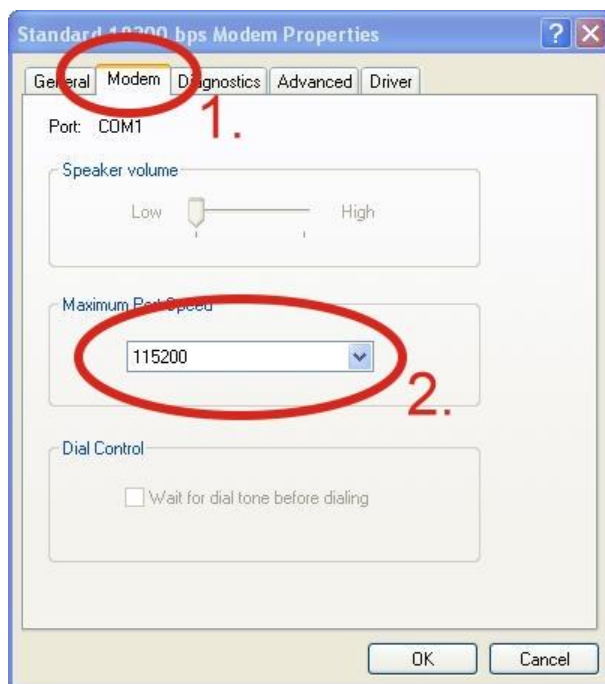 Standard 19200 bps Modem Properties
General Modem Diagnostics Advanced Driver
1.
Port: COM1
Speaker volume
Low High
Maximum Port Speed
115200
2.
Dial Control
Wait for dial tone before dialing
OK Cancel